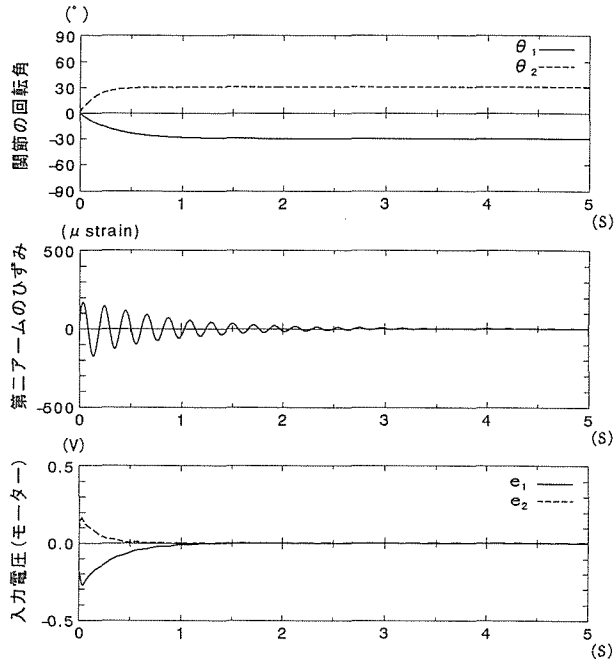 (°)
90
60
30
0
-30
-60
-90
関節の回転角
θ1
θ2
0 1 2 3 4 5
(S)
(μ strain)
500
0
-500
第二アームのひずみ
0 1 2 3 4 5
(S)
(V)
0.5
0.0
-0.5
入力電圧(モーター)
e1
e2
0 1 2 3 4 5
(S)